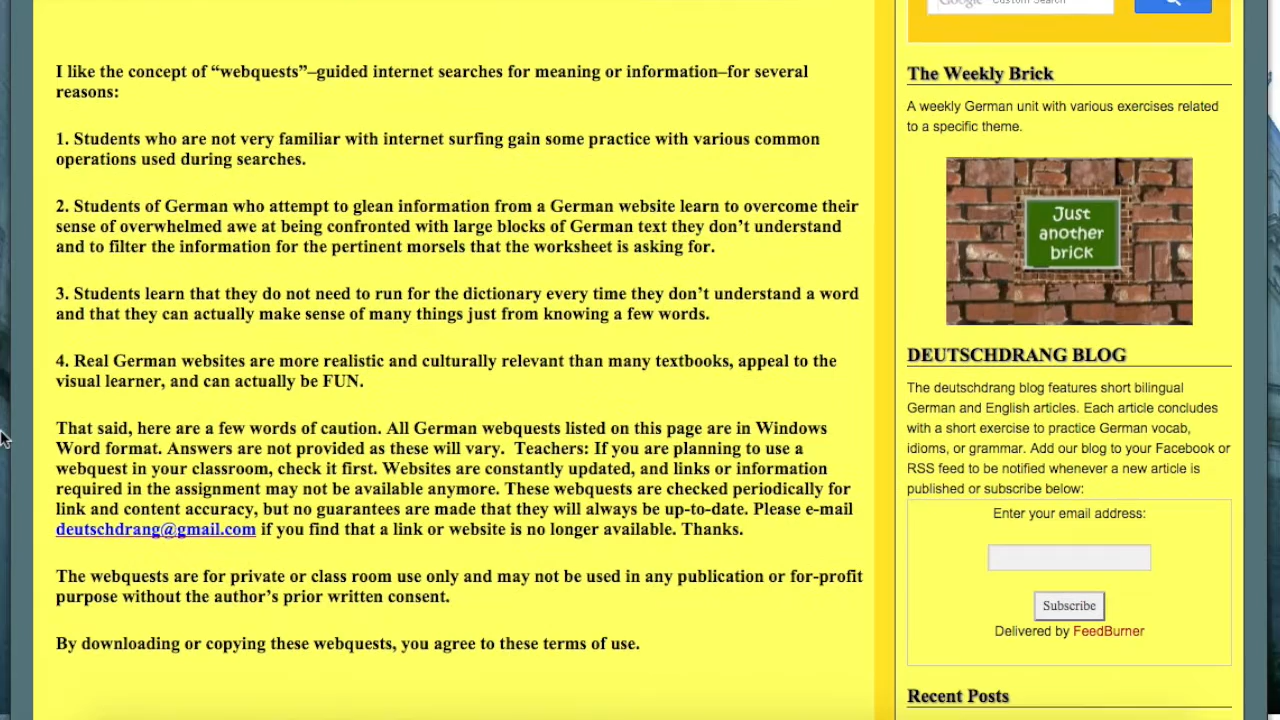 Google Custom Search
I like the concept of “webquests”–guided internet searches for meaning or information–for several
reasons:
1. Students who are not very familiar with internet surfing gain some practice with various common
operations used during searches.
2. Students of German who attempt to glean information from a German website learn to overcome their
sense of overwhelmed awe at being confronted with large blocks of German text they don’t understand
and to filter the information for the pertinent morsels that the worksheet is asking for.
3. Students learn that they do not need to run for the dictionary every time they don’t understand a word
and that they can actually make sense of many things just from knowing a few words.
4. Real German websites are more realistic and culturally relevant than many textbooks, appeal to the
visual learner, and can actually be FUN.
That said, here are a few words of caution. All German webquests listed on this page are in Windows
Word format. Answers are not provided as these will vary.  Teachers: If you are planning to use a
webquest in your classroom, check it first. Websites are constantly updated, and links or information
required in the assignment may not be available anymore. These webquests are checked periodically for
link and content accuracy, but no guarantees are made that they will always be up-to-date. Please e-mail
deutschdrang@gmail.com if you find that a link or website is no longer available. Thanks.
The webquests are for private or class room use only and may not be used in any publication or for-profit
purpose without the author’s prior written consent.
By downloading or copying these webquests, you agree to these terms of use.
The Weekly Brick
A weekly German unit with various exercises related
to a specific theme.
Just
another
brick
DEUTSCHDRANG BLOG
The deutschdrang blog features short bilingual
German and English articles. Each article concludes
with a short exercise to practice German vocab,
idioms, or grammar. Add our blog to your Facebook or
RSS feed to be notified whenever a new article is
published or subscribe below:
Enter your email address:
Subscribe
Delivered by FeedBurner
Recent Posts